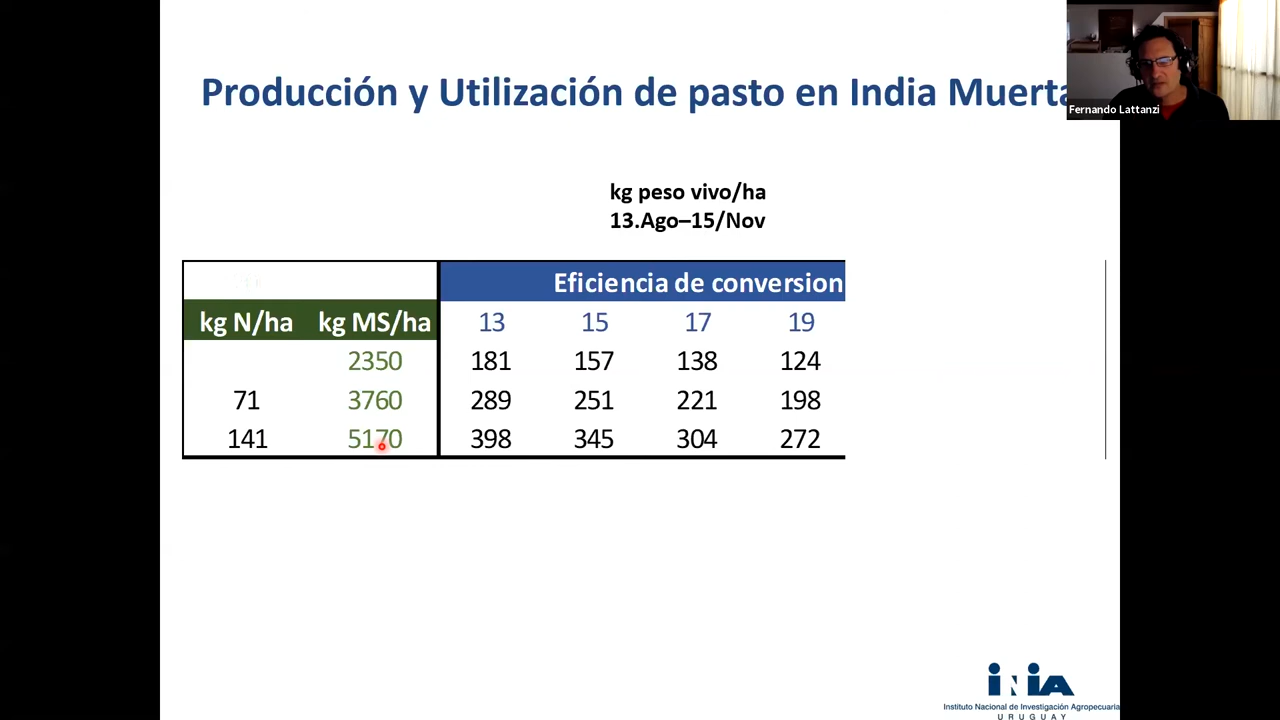 Producción y Utilización de pasto en India Muerta
Fernando Lattanzi
kg peso vivo/ha
13.Ago–15/Nov
Eficiencia de conversion
kg N/ha kg MS/ha 13 15 17 19
2350 181 157 138 124
71 3760 289 251 221 198
141 5170 398 345 304 272
INIA
Instituto Nacional de Investigación Agropecuaria
URUGUAY